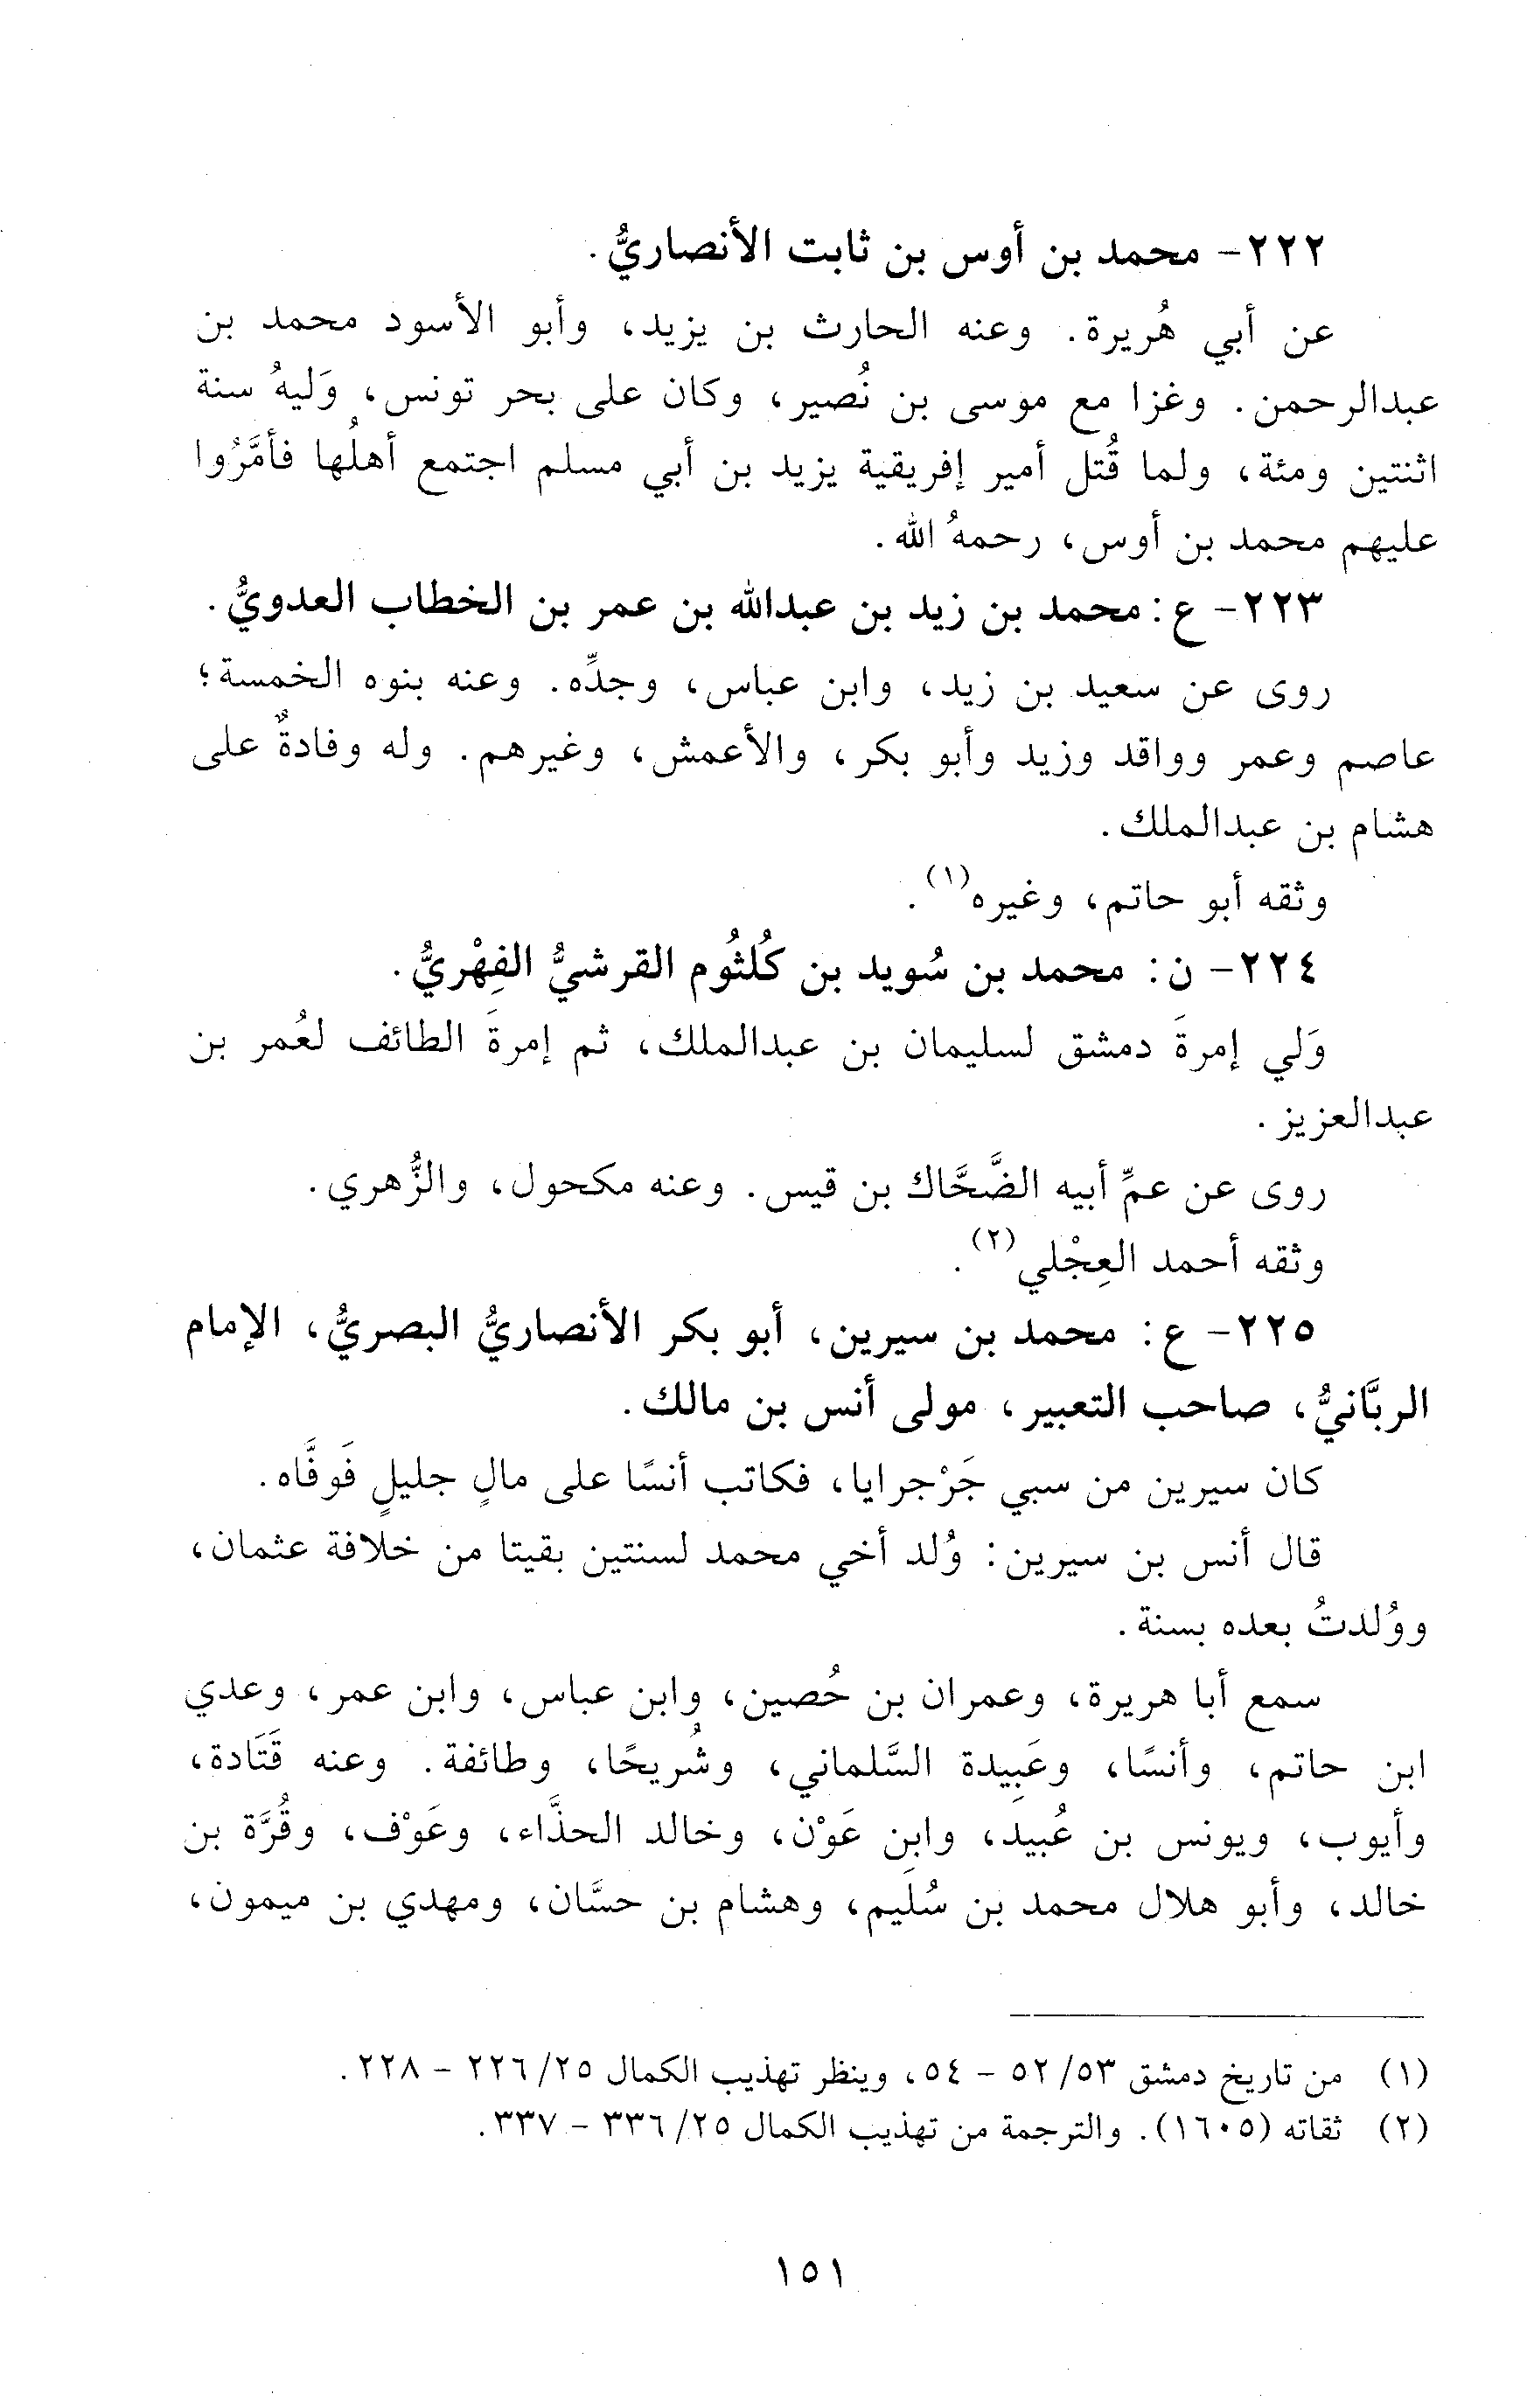 ٢٢٢- محمد بن أوس بن ثابت الأنصاريُّ.
عن أبي هُريرة. وعنه الحارث بن يزيد، وأبو الأسود محمد بن
عبدالرحمن. وغزا مع موسى بن نُصير، وكان على بحر تونس، وَليهُ سنة
اثنتين ومئة، ولما قُتل أمير إفريقية يزيد بن أبي مسلم اجتمع أهلُها فأمَّرُوا
عليهم محمد بن أوس، رحمهُ الله.
٢٢٣- ع: محمد بن زيد بن عبدالله بن عمر بن الخطاب العدويُّ.
روى عن سعيد بن زيد، وابن عباس، وجدِّه. وعنه بنوه الخمسة؛
عاصم وعمر وواقد وزيد وأبو بكر، والأعمش، وغيرهم. وله وفادةٌ على
هشام بن عبدالملك.
وثقه أبو حاتم، وغيره(١).
٢٢٤- ن: محمد بن سُويد بن كُلثُوم القرشيُّ الفِهْريُّ.
وَلي إمرةَ دمشق لسليمان بن عبدالملك، ثم إمرةَ الطائف لعُمر بن
عبدالعزيز.
روى عن عمِّ أبيه الضَّحَّاك بن قيس. وعنه مكحول، والزُّهري.
وثقه أحمد العِجْلي(٢).
٢٢٥- ع: محمد بن سيرين، أبو بكر الأنصاريُّ البصريُّ، الإمام
الربَّانيُّ، صاحب التعبير، مولى أنس بن مالك.
كان سيرين من سبي جَرْجرايا، فكاتب أنسًا على مالٍ جليلٍ فَوفَّاه.
قال أنس بن سيرين: وُلد أخي محمد لسنتين بقيتا من خلافة عثمان،
ووُلدتُ بعده بسنة.
سمع أبا هريرة، وعمران بن حُصين، وابن عباس، وابن عمر، وعدي
ابن حاتم، وأنسًا، وعَبِيدة السَّلماني، وشُريحًا، وطائفة. وعنه قَتَادة،
وأيوب، ويونس بن عُبيد، وابن عَوْن، وخالد الحذَّاء، وعَوْف، وقُرَّة بن
خالد، وأبو هلال محمد بن سُلَيم، وهشام بن حسَّان، ومهدي بن ميمون،
(١) من تاريخ دمشق ٥٣/ ٥٢ - ٥٤، وينظر تهذيب الكمال ٢٥/ ٢٢٦ - ٢٢٨.
(٢) ثقاته (١٦٠٥). والترجمة من تهذيب الكمال ٢٥/ ٣٣٦ - ٣٣٧.
١٥١